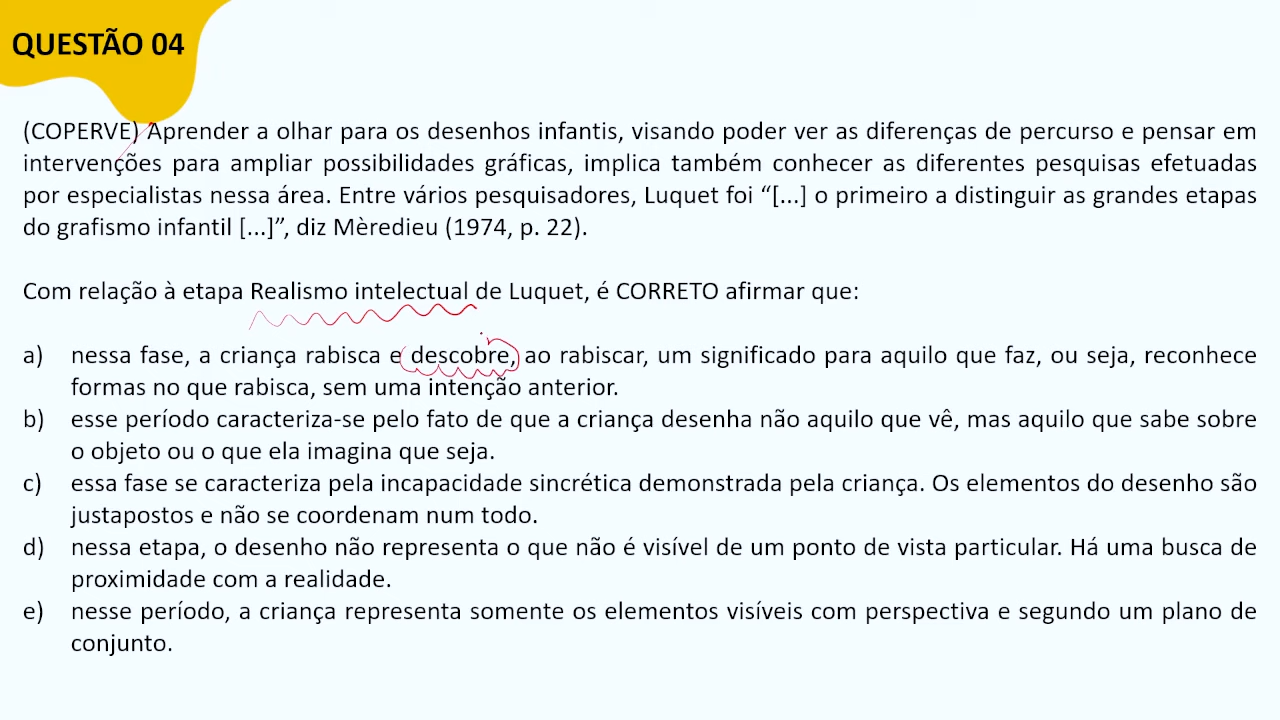 QUESTÃO 04
(COPERVE) Aprender a olhar para os desenhos infantis, visando poder ver as diferenças de percurso e pensar em
intervenções para ampliar possibilidades gráficas, implica também conhecer as diferentes pesquisas efetuadas
por especialistas nessa área. Entre vários pesquisadores, Luquet foi “[...] o primeiro a distinguir as grandes etapas
do grafismo infantil [...]”, diz Mèredieu (1974, p. 22).
Com relação à etapa Realismo intelectual de Luquet, é CORRETO afirmar que:
a) nessa fase, a criança rabisca e descobre, ao rabiscar, um significado para aquilo que faz, ou seja, reconhece
formas no que rabisca, sem uma intenção anterior.
b) esse período caracteriza-se pelo fato de que a criança desenha não aquilo que vê, mas aquilo que sabe sobre
o objeto ou o que ela imagina que seja.
c) essa fase se caracteriza pela incapacidade sincrética demonstrada pela criança. Os elementos do desenho são
justapostos e não se coordenam num todo.
d) nessa etapa, o desenho não representa o que não é visível de um ponto de vista particular. Há uma busca de
proximidade com a realidade.
e) nesse período, a criança representa somente os elementos visíveis com perspectiva e segundo um plano de
conjunto.